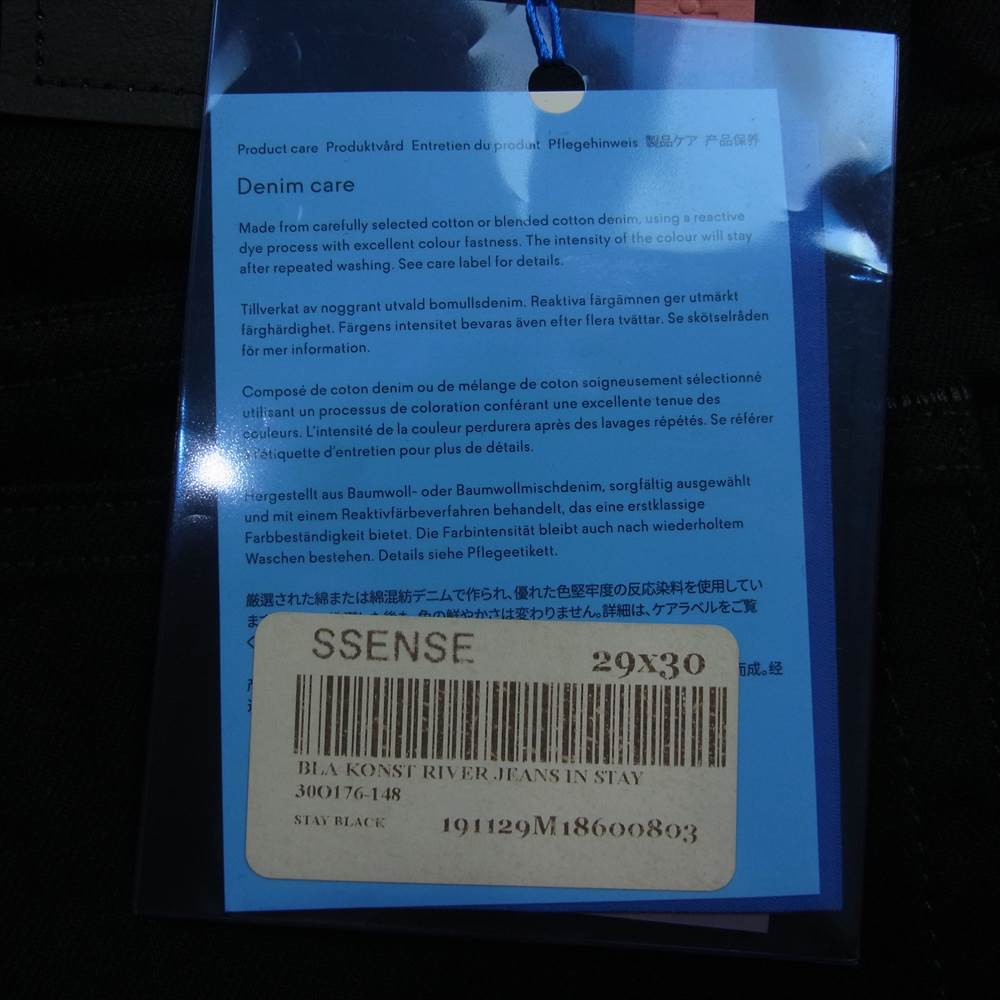 Product care Produktvård Entretien du produit Pflegehinweis 製品ケア 产品保养
Denim care
Made from carefully selected cotton or blended cotton denim, using a reactive
dye process with excellent colour fastness. The intensity of the colour will stay
after repeated washing. See care label for details.
Tillverkat av noggrant utvald bomullsdenim. Reaktiva färgämnen ger utmärkt
färghärdighet. Färgens intensitet bevaras även efter flera tvättar. Se skötselråden
för mer information.
Composé de coton denim ou de mélange de coton soigneusement sélectionné
utilisant un processus de coloration conférant une excellente tenue des
couleurs. L'intensité de la couleur perdurera après des lavages répétés. Se référer
à l'étiquette d'entretien pour plus de détails.
Hergestellt aus Baumwoll- oder Baumwollmischdenim, sorgfältig ausgewählt
und mit einem Reaktivfärbeverfahren behandelt, das eine erstklassige
Farbbeständigkeit bietet. Die Farbintensität bleibt auch nach wiederholtem
Waschen bestehen. Details siehe Pflegeetikett.
厳選された綿または綿混紡デニムで作られ、優れた色堅牢度の反応染料を使用してい
ま 色の鮮やかさは変わりません。詳細は、ケアラベルをご覧
く
而成。经
SSENSE
29x30
BLA KONST RIVER JEANS IN STAY
30O176-148
STAY BLACK 191129M18600803